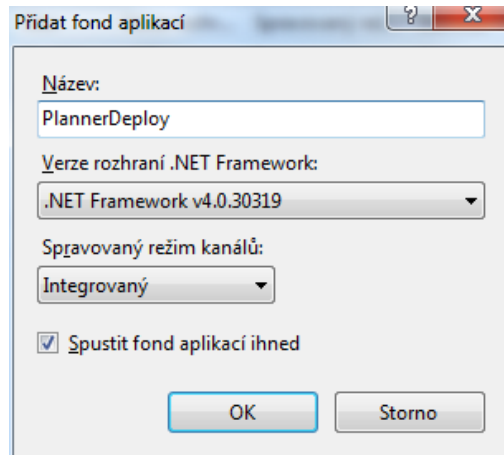 Přidat fond aplikací
Název:
PlannerDeploy
Verze rozhraní .NET Framework:
.NET Framework v4.0.30319
Spravovaný režim kanálů:
Integrovaný
Spustit fond aplikací ihned
OK
Storno